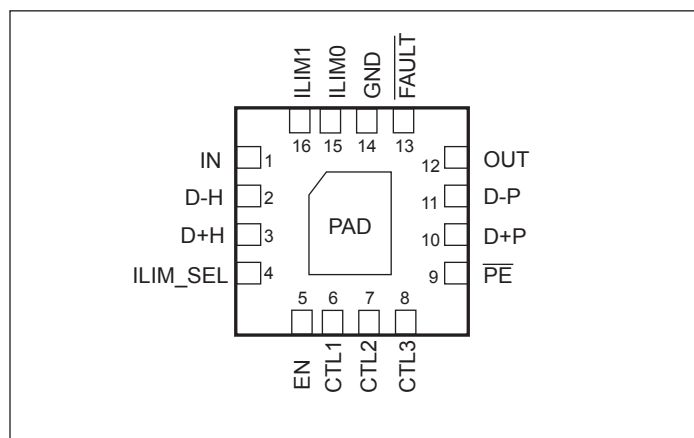 ILIM1 ILIM0 GND FAULT
16 15 14 13
IN 1 12 OUT
D-H 2 11 D-P
PAD
D+H 3 10 D+P
ILIM_SEL 4 9 PE
5 6 7 8
EN CTL1 CTL2 CTL3